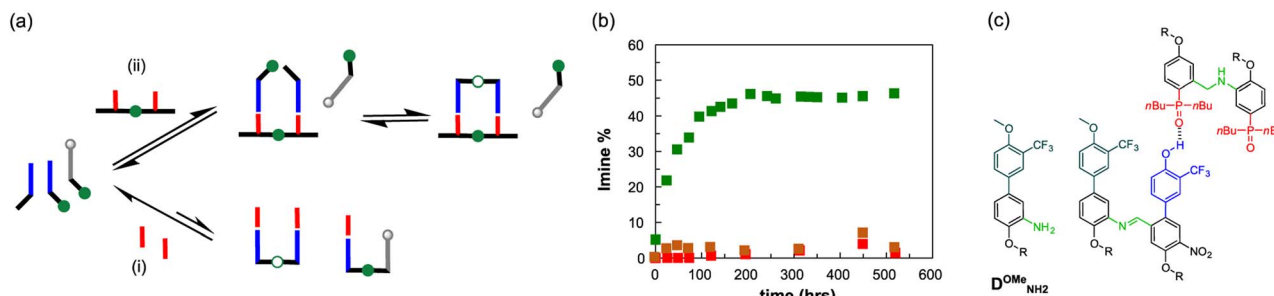 (a)
(ii)
(i)
(b)
Imine %
60
50
40
30
20
10
0
0 100 200 300 400 500 600
time (hrs)
(c)
R
O
R
O
H
N
nBu P nBu
O
nBu P nB
O
H
O
CF3
O
CF3
NH2
O
R
O
CF3
N
O
R
NO2
O
R
D^OMe_NH2